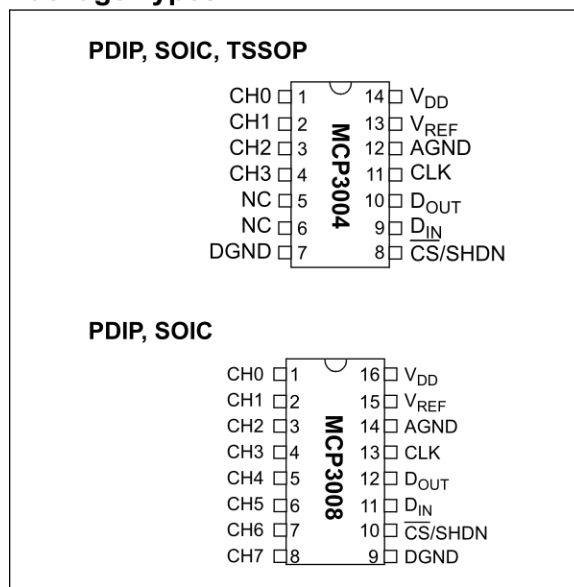 PDIP, SOIC, TSSOP
CH0 1 14 VDD
CH1 2 13 VREF
CH2 3 12 AGND
CH3 4 11 CLK
NC 5 10 DOUT
NC 6 9 DIN
DGND 7 8 CS/SHDN
MCP3004
PDIP, SOIC
CH0 1 16 VDD
CH1 2 15 VREF
CH2 3 14 AGND
CH3 4 13 CLK
CH4 5 12 DOUT
CH5 6 11 DIN
CH6 7 10 CS/SHDN
CH7 8 9 DGND
MCP3008